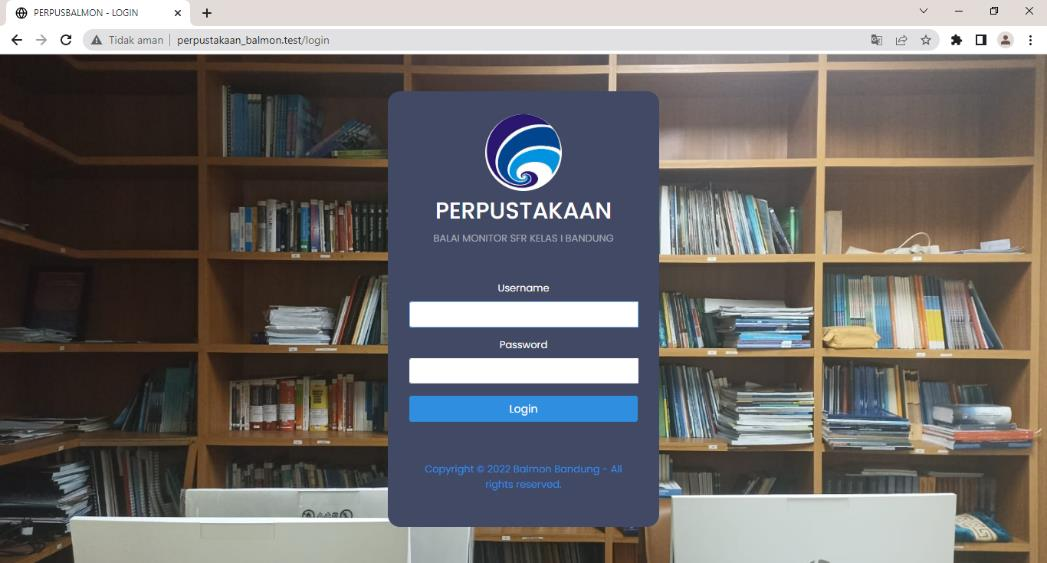 PERPUSBALMON - LOGIN
Tidak aman
perpustakaan_balmon.test/login
PERPUSTAKAAN
BALAI MONITOR SFR KELAS I BANDUNG
Username
Password
Login
Copyright © 2022 Balmon Bandung - All
rights reserved.